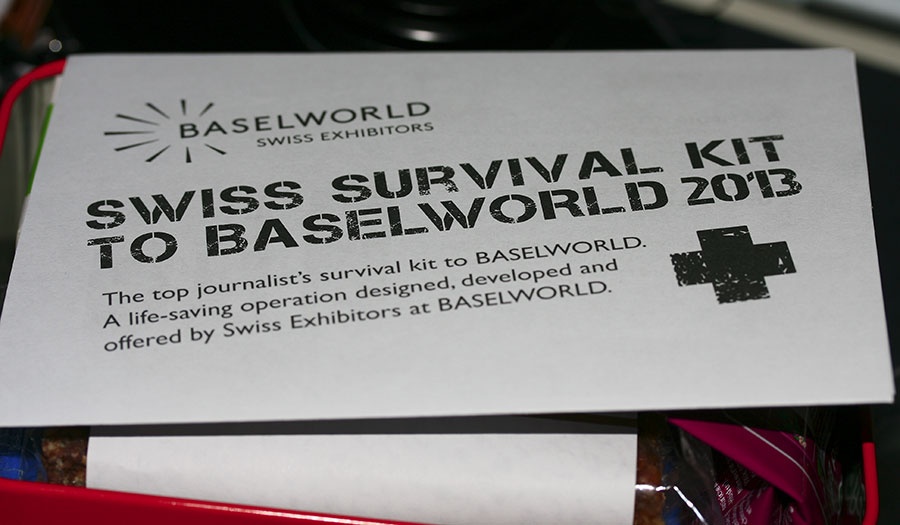 BASELWORLD
SWISS EXHIBITORS
SWISS SURVIVAL KIT
TO BASELWORLD 2013
The top journalist's survival kit to BASELWORLD.
A life-saving operation designed, developed and
offered by Swiss Exhibitors at BASELWORLD.